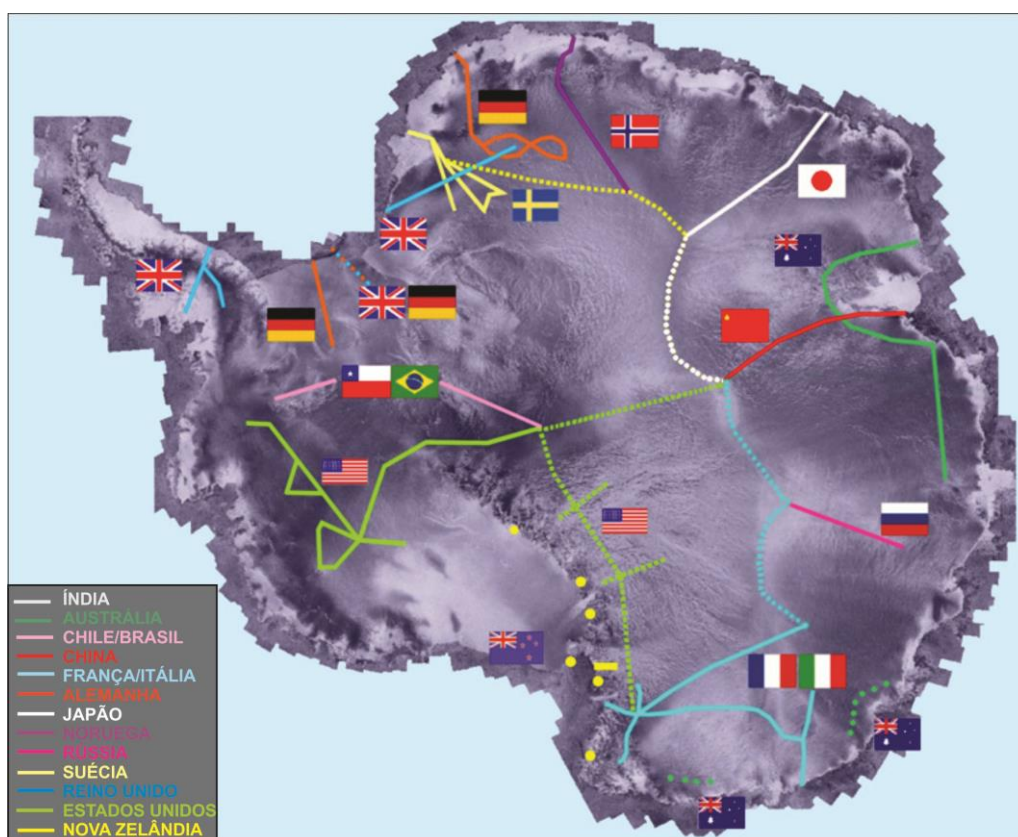 ÍNDIA
AUSTRÁLIA
CHILE/BRASIL
CHINA
FRANÇA/ITÁLIA
ALEMANHA
JAPÃO
NORUEGA
RÚSSIA
SUÉCIA
REINO UNIDO
ESTADOS UNIDOS
NOVA ZELÂNDIA